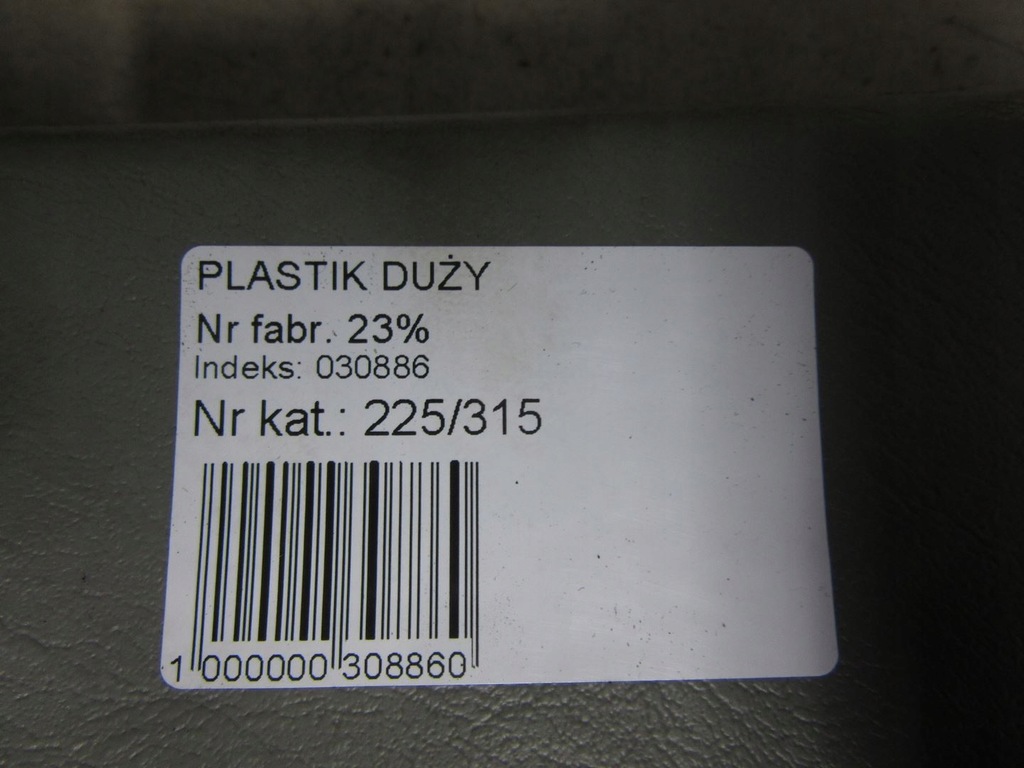 PLASTIK DUŻY
Nr fabr. 23%
Indeks: 030886
Nr kat.: 225/315
1 000000 308860